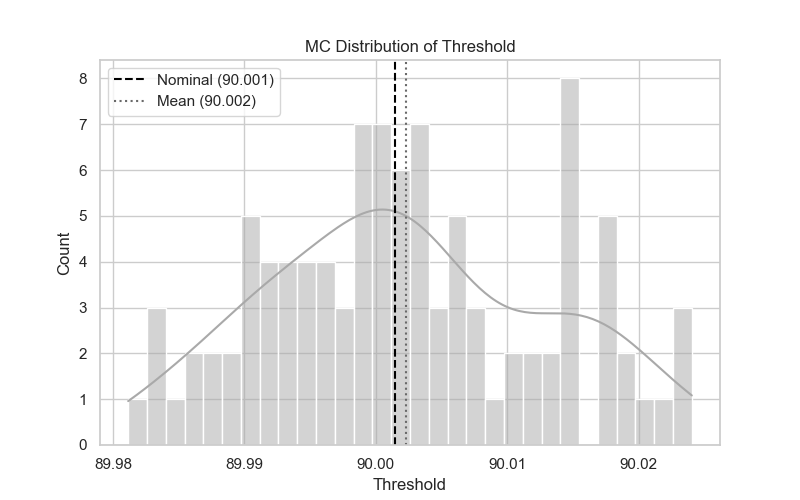 MC Distribution of Threshold
Nominal (90.001)
Mean (90.002)
Count
8
7
6
5
4
3
2
1
0
89.98 89.99 90.00 90.01 90.02
Threshold